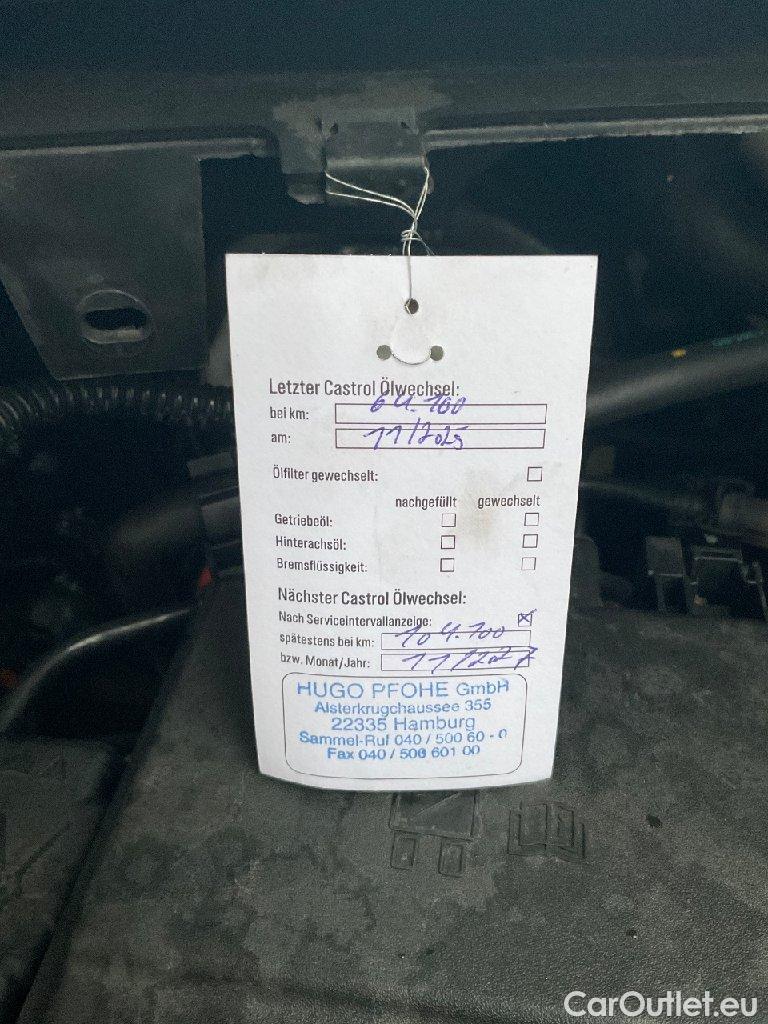 Letzter Castrol Ölwechsel:
bei km: 64.100
am: 11/2025
Ölfilter gewechselt:
nachgefüllt gewechselt
Getriebeöl:
Hinterachsöl:
Bremsflüssigkeit:
Nächster Castrol Ölwechsel:
Nach Serviceintervallanzeige:
spätestens bei km: 104.100
bzw. Monat/Jahr: 11/2027
HUGO PFOHE GmbH
Alsterkrugchaussee 355
22335 Hamburg
Sammel-Ruf 040 / 500 60 - 0
Fax 040 / 500 601 00
CarOutlet.eu